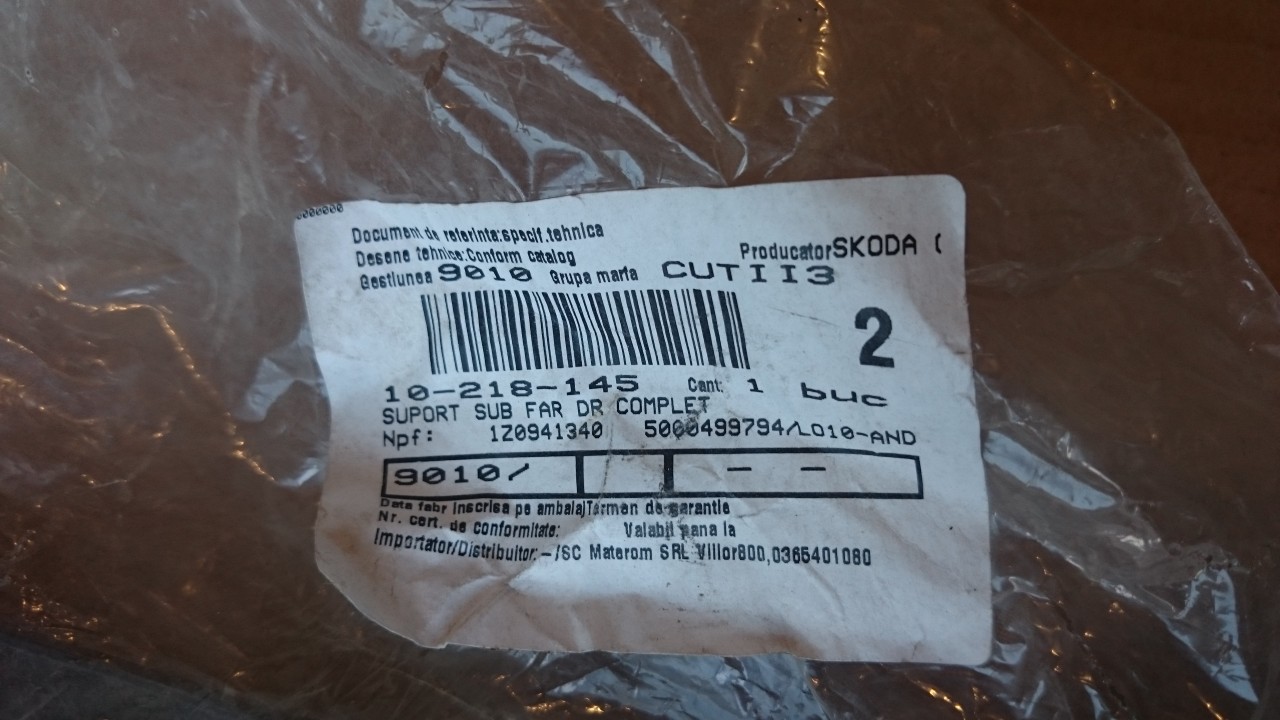 Document de referinta:specif.tehnica
Desene tehnice:Conform catalog
Producator SKODA (
Gestiunea 9010 Grupa marfa CUTII3
2
10-218-145 Cant: 1 buc
SUPORT SUB FAR DR COMPLET
Npf: 1Z0941340 5000499794/L010-AND
9010/ - -
Data fabr inscrisa pe ambalaj Termen de garantie
Nr. cert. de conformitate: Valabil pana la
Importator/Distribuitor: -/SC Materom SRL Viilor800,0365401080